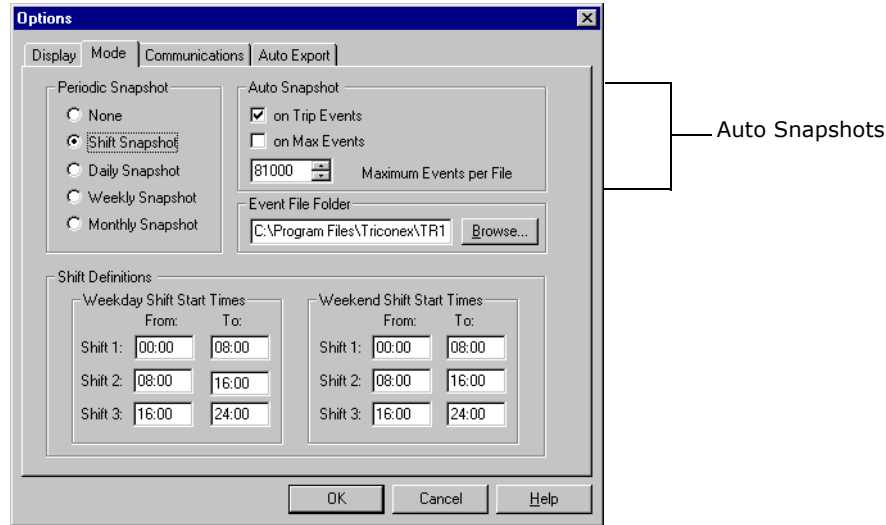 Options
Display Mode Communications Auto Export
Periodic Snapshot
None
Shift Snapshot
Daily Snapshot
Weekly Snapshot
Monthly Snapshot
Auto Snapshot
on Trip Events
on Max Events
81000 Maximum Events per File
Event File Folder
C:\Program Files\Triconex\TR1 Browse...
Auto Snapshots
Shift Definitions
Weekday Shift Start Times
From: To:
Shift 1: 00:00 08:00
Shift 2: 08:00 16:00
Shift 3: 16:00 24:00
Weekend Shift Start Times
From: To:
Shift 1: 00:00 08:00
Shift 2: 08:00 16:00
Shift 3: 16:00 24:00
OK Cancel Help